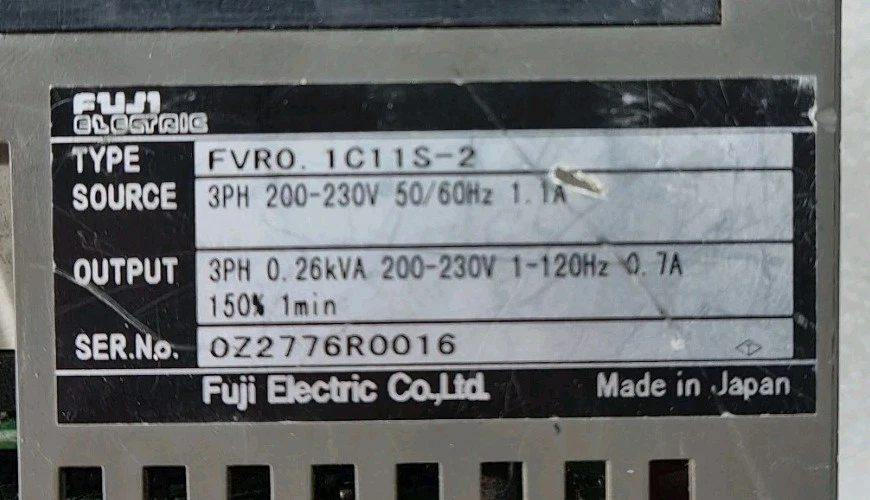 FUJI
ELECTRIC
TYPE FVR0.1C11S-2
SOURCE 3PH 200-230V 50/60Hz 1.1A
OUTPUT 3PH 0.26kVA 200-230V 1-120Hz 0.7A
150% 1min
SER.No. 0Z2776R0016
Fuji Electric Co.,Ltd. Made in Japan